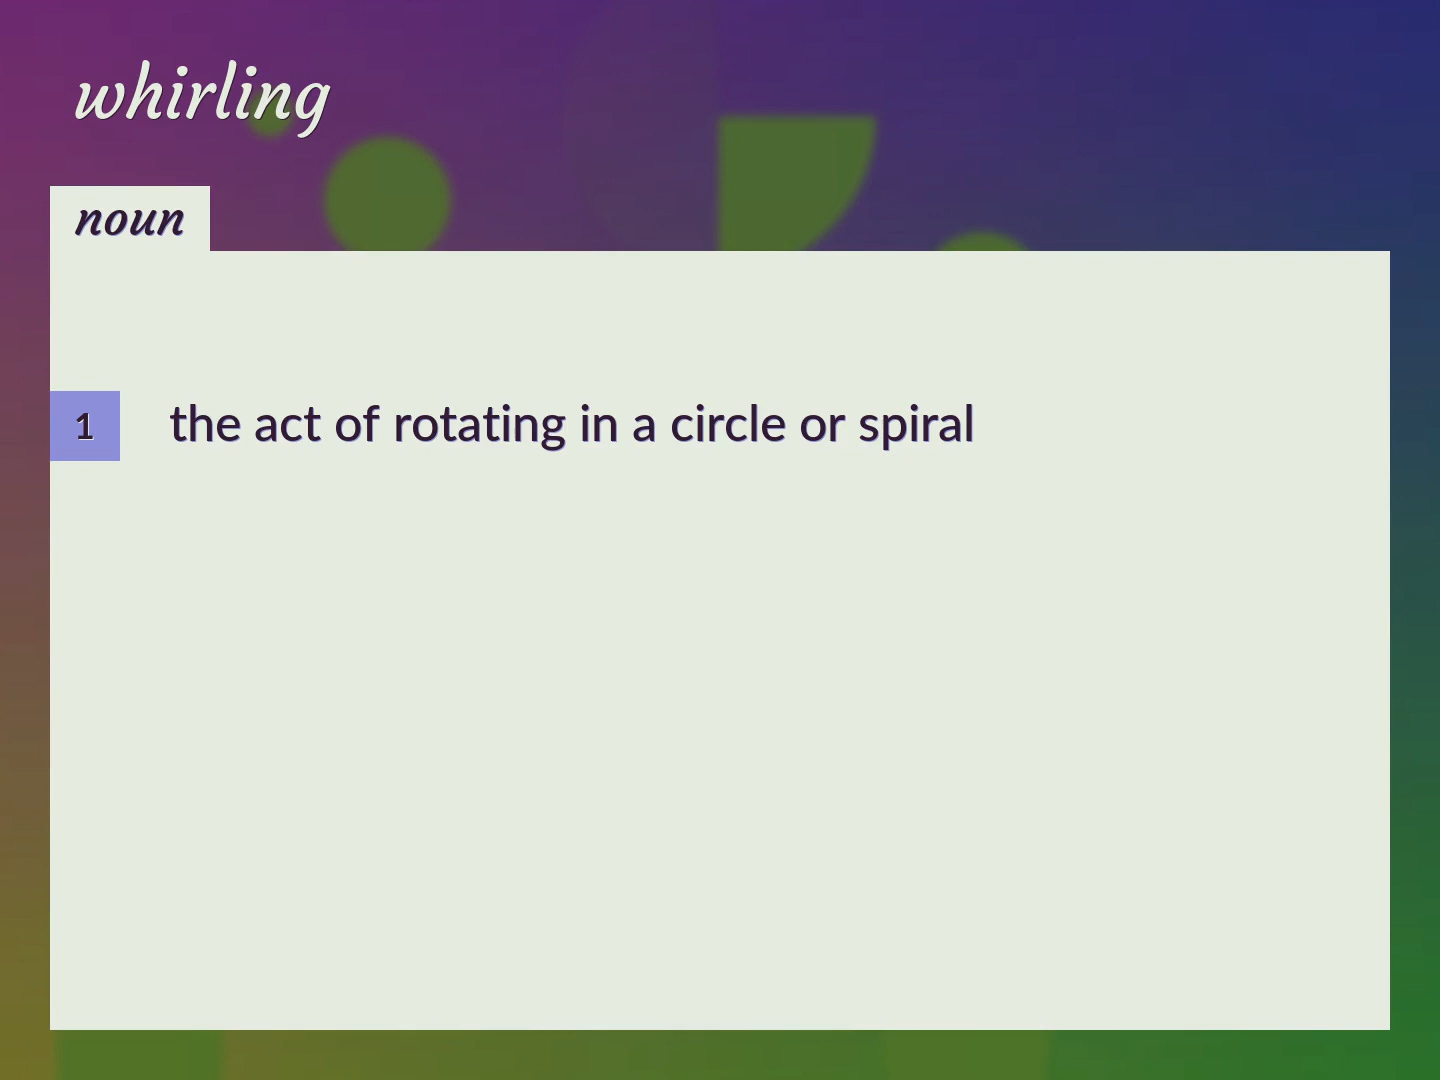 whirling
noun
1 the act of rotating in a circle or spiral